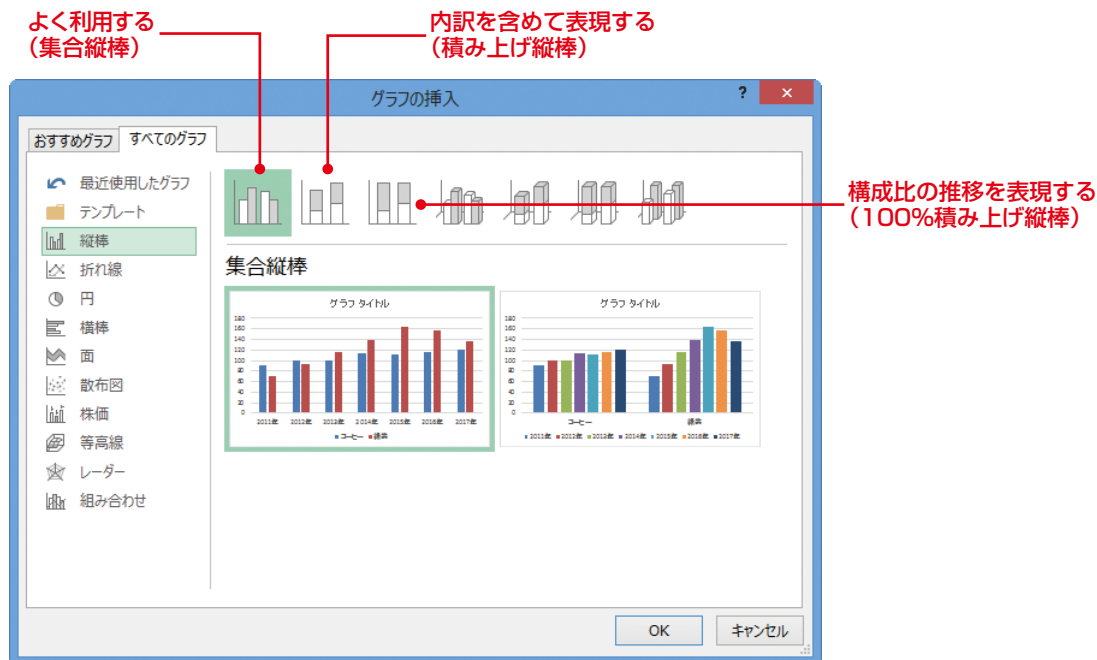 よく利用する
（集合縦棒）
内訳を含めて表現する
（積み上げ縦棒）
グラフの挿入
? ×
おすすめグラフ すべてのグラフ
最近使用したグラフ
テンプレート
縦棒
折れ線
円
横棒
面
散布図
株価
等高線
レーダー
組み合わせ
構成比の推移を表現する
（100%積み上げ縦棒）
集合縦棒
グラフ タイトル
180
160
140
120
100
80
60
40
20
0
2011年 2012年 2013年 2014年 2015年 2016年 2017年
コーヒー 緑茶
グラフ タイトル
180
160
140
120
100
80
60
40
20
0
コーヒー 緑茶
2011年 2012年 2013年 2014年 2015年 2016年 2017年
OK キャンセル